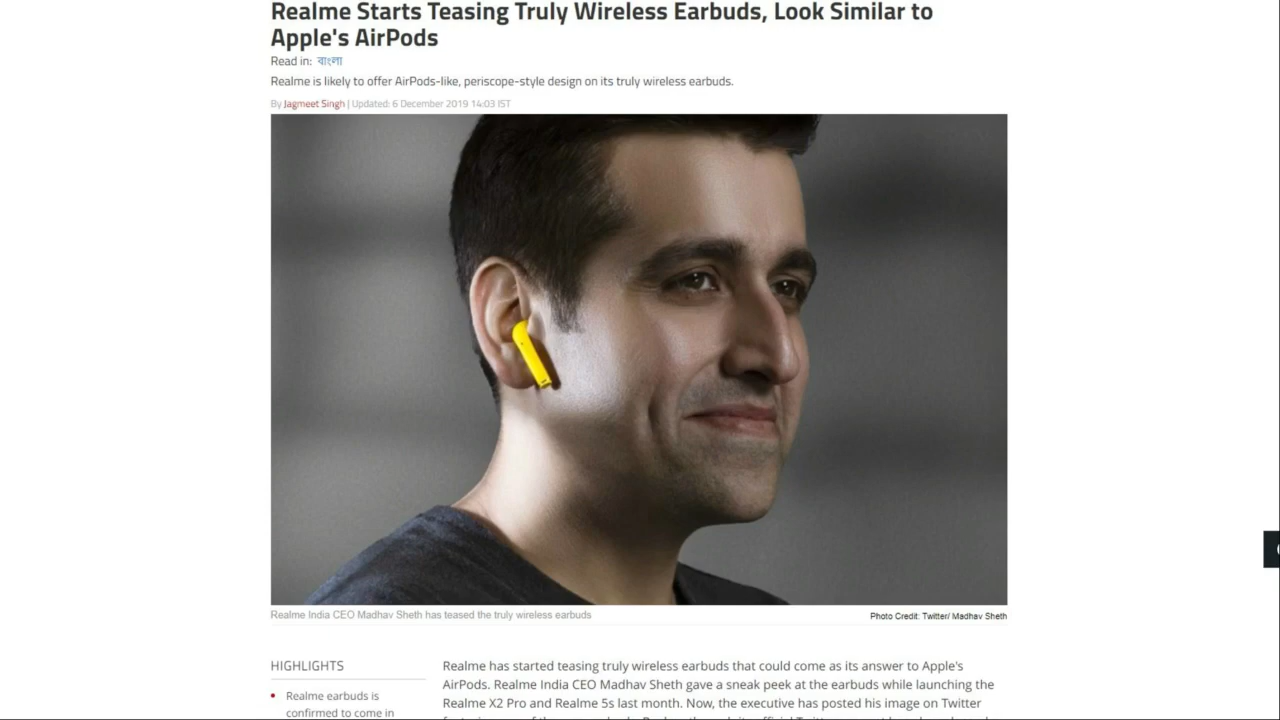 Realme Starts Teasing Truly Wireless Earbuds, Look Similar to
Apple's AirPods
Read in: বাংলা
Realme is likely to offer AirPods-like, periscope-style design on its truly wireless earbuds.
By Jagmeet Singh | Updated: 6 December 2019 14:03 IST
Realme India CEO Madhav Sheth has teased the truly wireless earbuds
Photo Credit: Twitter/ Madhav Sheth
HIGHLIGHTS
Realme earbuds is
confirmed to come in
Realme has started teasing truly wireless earbuds that could come as its answer to Apple's
AirPods. Realme India CEO Madhav Sheth gave a sneak peek at the earbuds while launching the
Realme X2 Pro and Realme 5s last month. Now, the executive has posted his image on Twitter